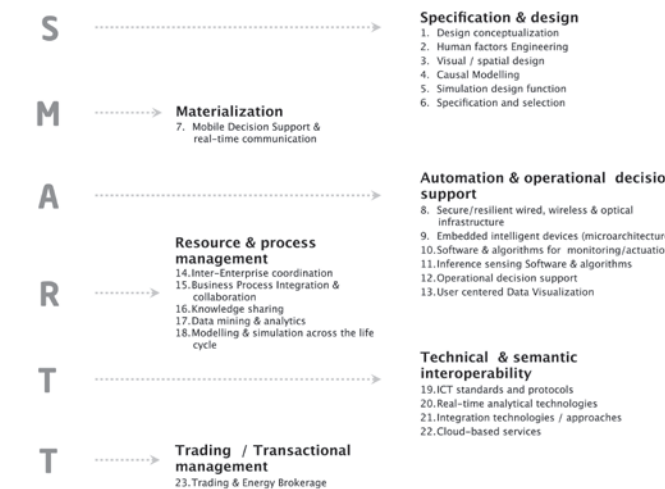 S
Specification & design
1. Design conceptualization
2. Human factors Engineering
3. Visual / spatial design
4. Causal Modelling
5. Simulation design function
6. Specification and selection
M
Materialization
7. Mobile Decision Support &
real-time communication
A
Automation & operational decisio
support
8. Secure/resilient wired, wireless & optical
infrastructure
9. Embedded intelligent devices (microarchitecture
10.Software & algorithms for monitoring/actuatio
11.Inference sensing Software & algorithms
12.Operational decision support
13.User centered Data Visualization
R
Resource & process
management
14.Inter-Enterprise coordination
15.Business Process Integration &
collaboration
16.Knowledge sharing
17.Data mining & analytics
18.Modelling & simulation across the life
cycle
T
Technical & semantic
interoperability
19.ICT standards and protocols
20.Real-time analytical technologies
21.Integration technologies / approaches
22.Cloud-based services
T
Trading / Transactional
management
23.Trading & Energy Brokerage